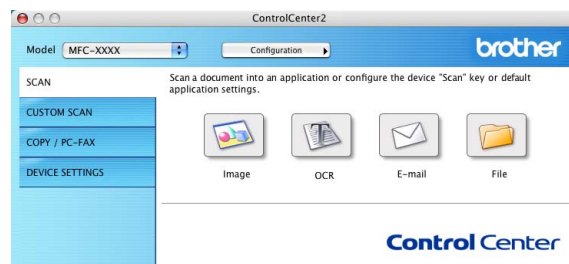 ControlCenter2
Model MFC-XXXX Configuration brother
SCAN
Scan a document into an application or configure the device "Scan" key or default
application settings.
CUSTOM SCAN
COPY / PC-FAX
DEVICE SETTINGS
Image OCR E-mail File
Control Center